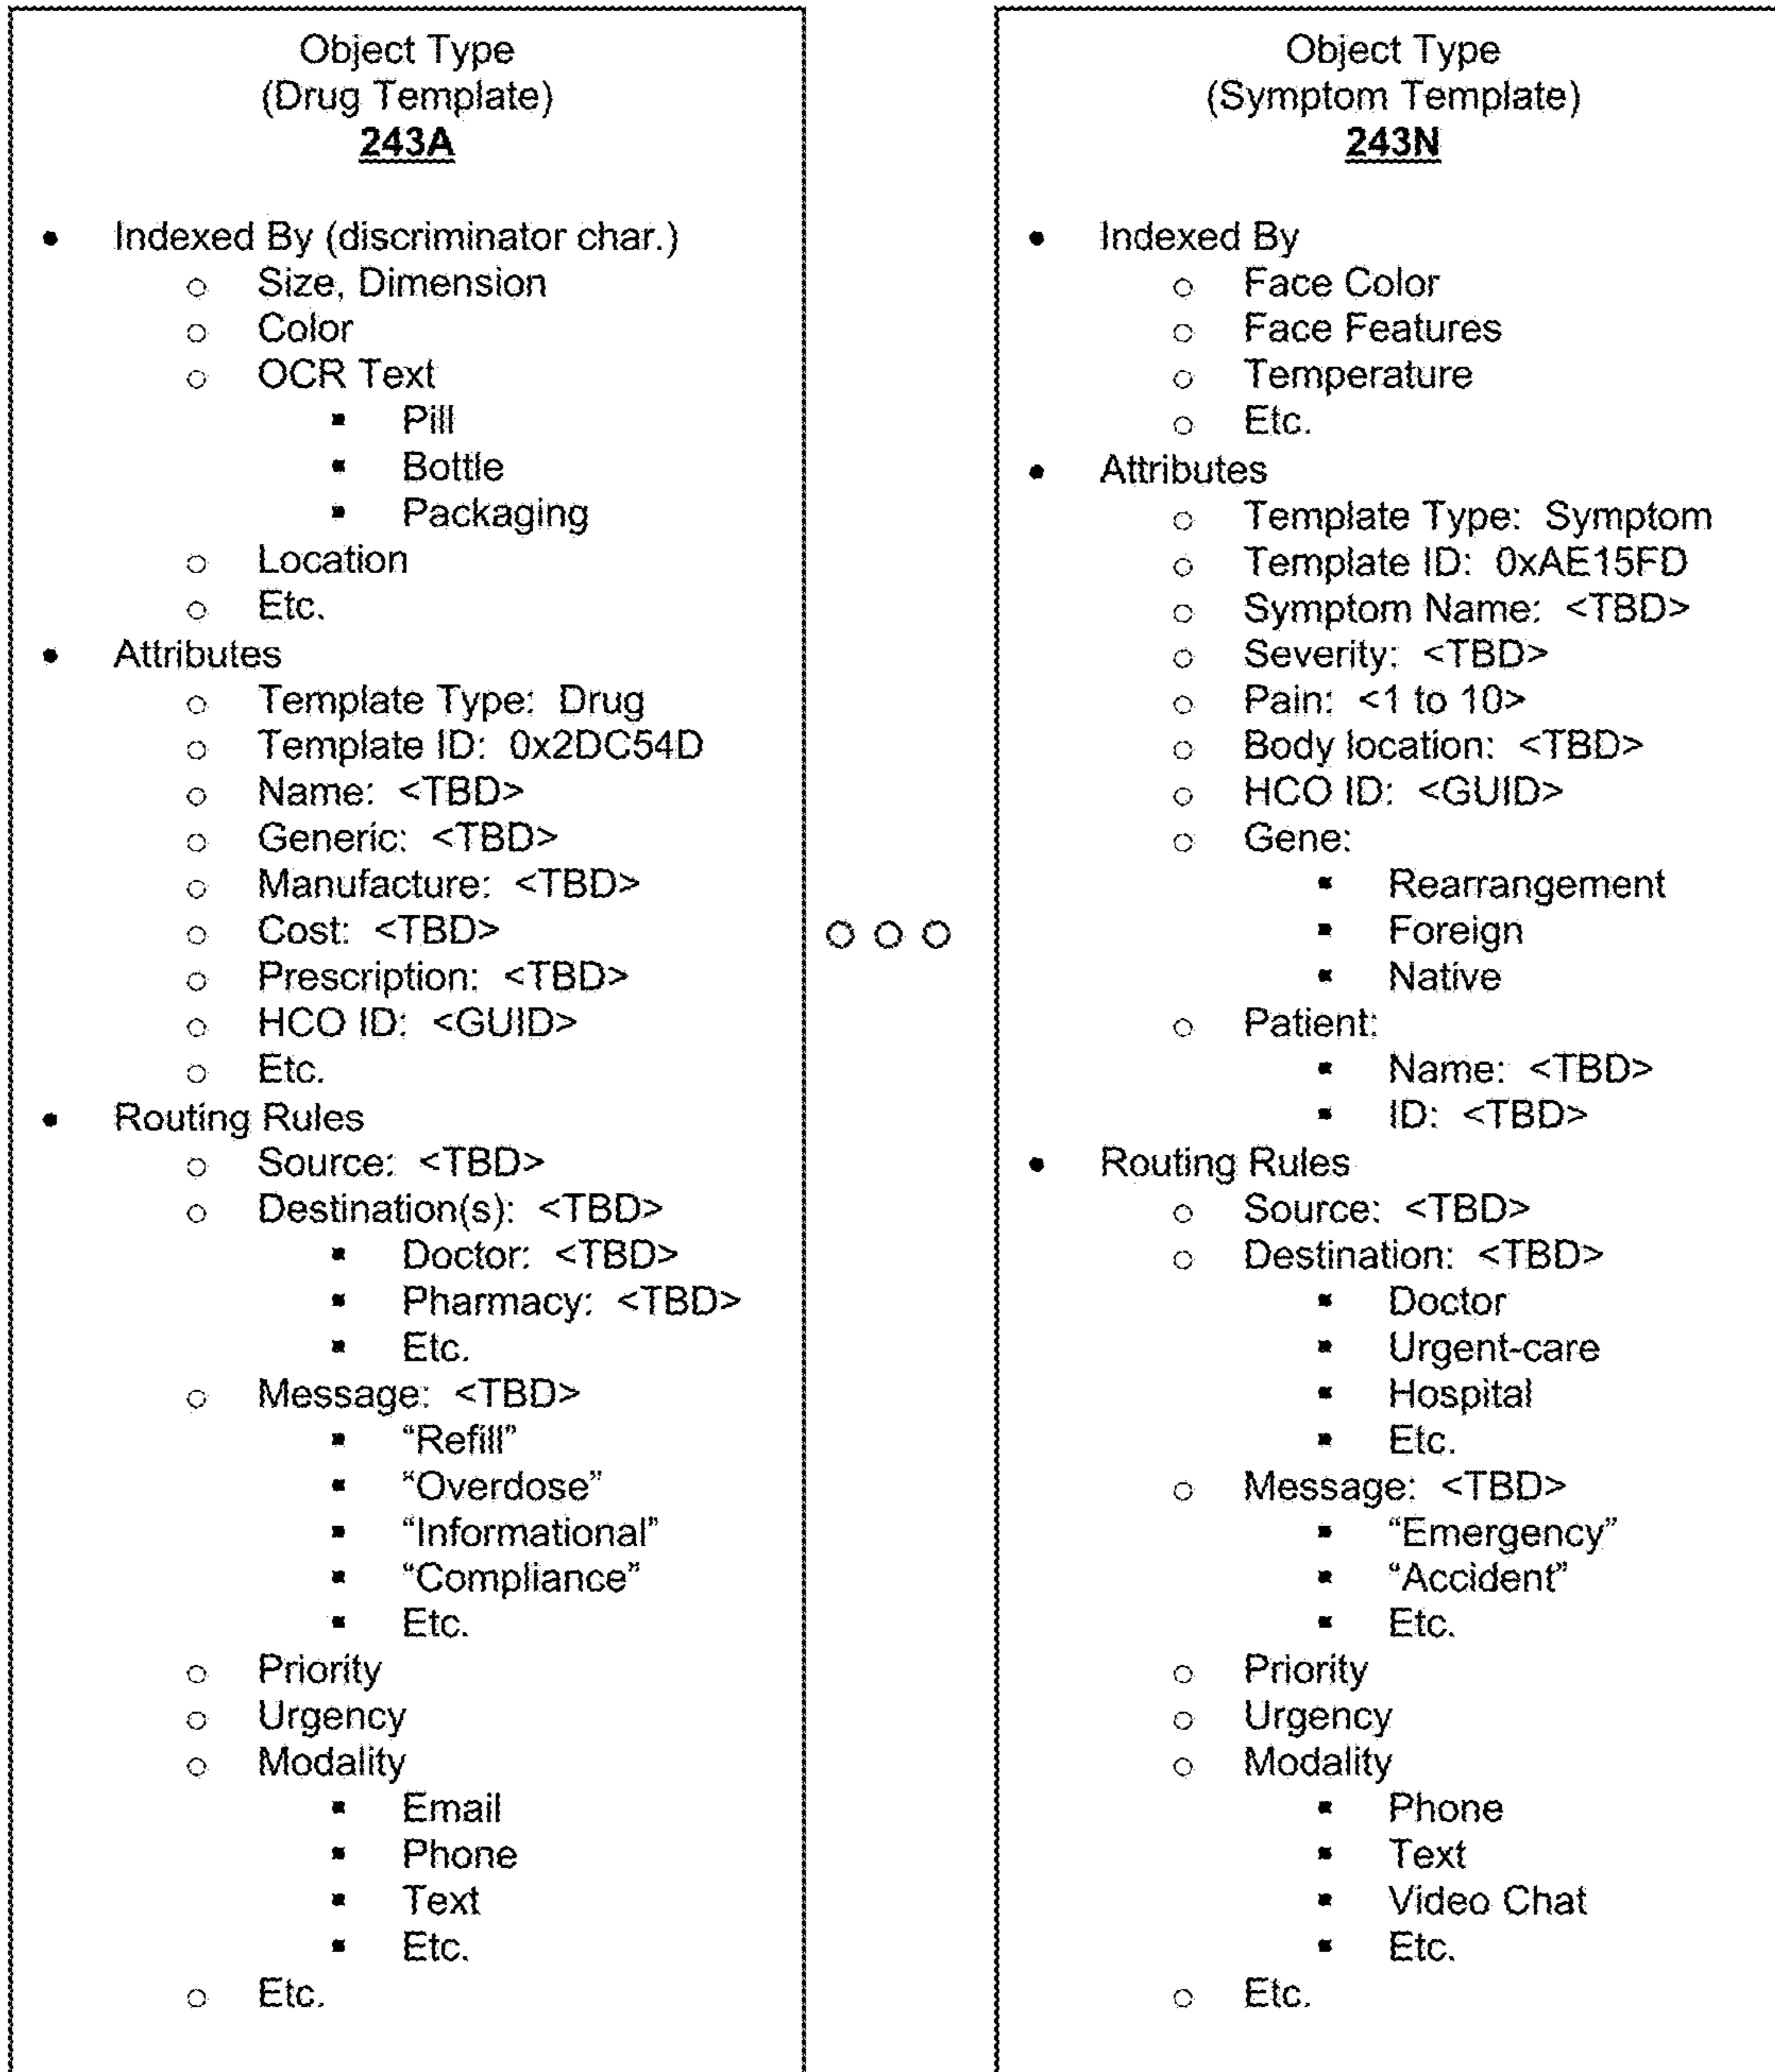 Object Type
(Drug Template)
243A
• Indexed By (discriminator char.)
○ Size, Dimension
○ Color
○ OCR Text
▪ Pill
▪ Bottle
▪ Packaging
○ Location
○ Etc.
• Attributes
○ Template Type: Drug
○ Template ID: 0x2DC54D
○ Name: <TBD>
○ Generic: <TBD>
○ Manufacture: <TBD>
○ Cost: <TBD>
○ Prescription: <TBD>
○ HCO ID: <GUID>
○ Etc.
• Routing Rules
○ Source: <TBD>
○ Destination(s): <TBD>
▪ Doctor: <TBD>
▪ Pharmacy: <TBD>
▪ Etc.
○ Message: <TBD>
▪ “Refill”
▪ “Overdose”
▪ “Informational”
▪ “Compliance”
▪ Etc.
○ Priority
○ Urgency
○ Modality
▪ Email
▪ Phone
▪ Text
▪ Etc.
○ Etc.
Object Type
(Symptom Template)
243N
• Indexed By
○ Face Color
○ Face Features
○ Temperature
○ Etc.
• Attributes
○ Template Type: Symptom
○ Template ID: 0xAE15FD
○ Symptom Name: <TBD>
○ Severity: <TBD>
○ Pain: <1 to 10>
○ Body location: <TBD>
○ HCO ID: <GUID>
○ Gene:
▪ Rearrangement
▪ Foreign
▪ Native
○ Patient:
▪ Name: <TBD>
▪ ID: <TBD>
• Routing Rules
○ Source: <TBD>
○ Destination: <TBD>
▪ Doctor
▪ Urgent-care
▪ Hospital
▪ Etc.
○ Message: <TBD>
▪ “Emergency”
▪ “Accident”
▪ Etc.
○ Priority
○ Urgency
○ Modality
▪ Phone
▪ Text
▪ Video Chat
▪ Etc.
○ Etc.